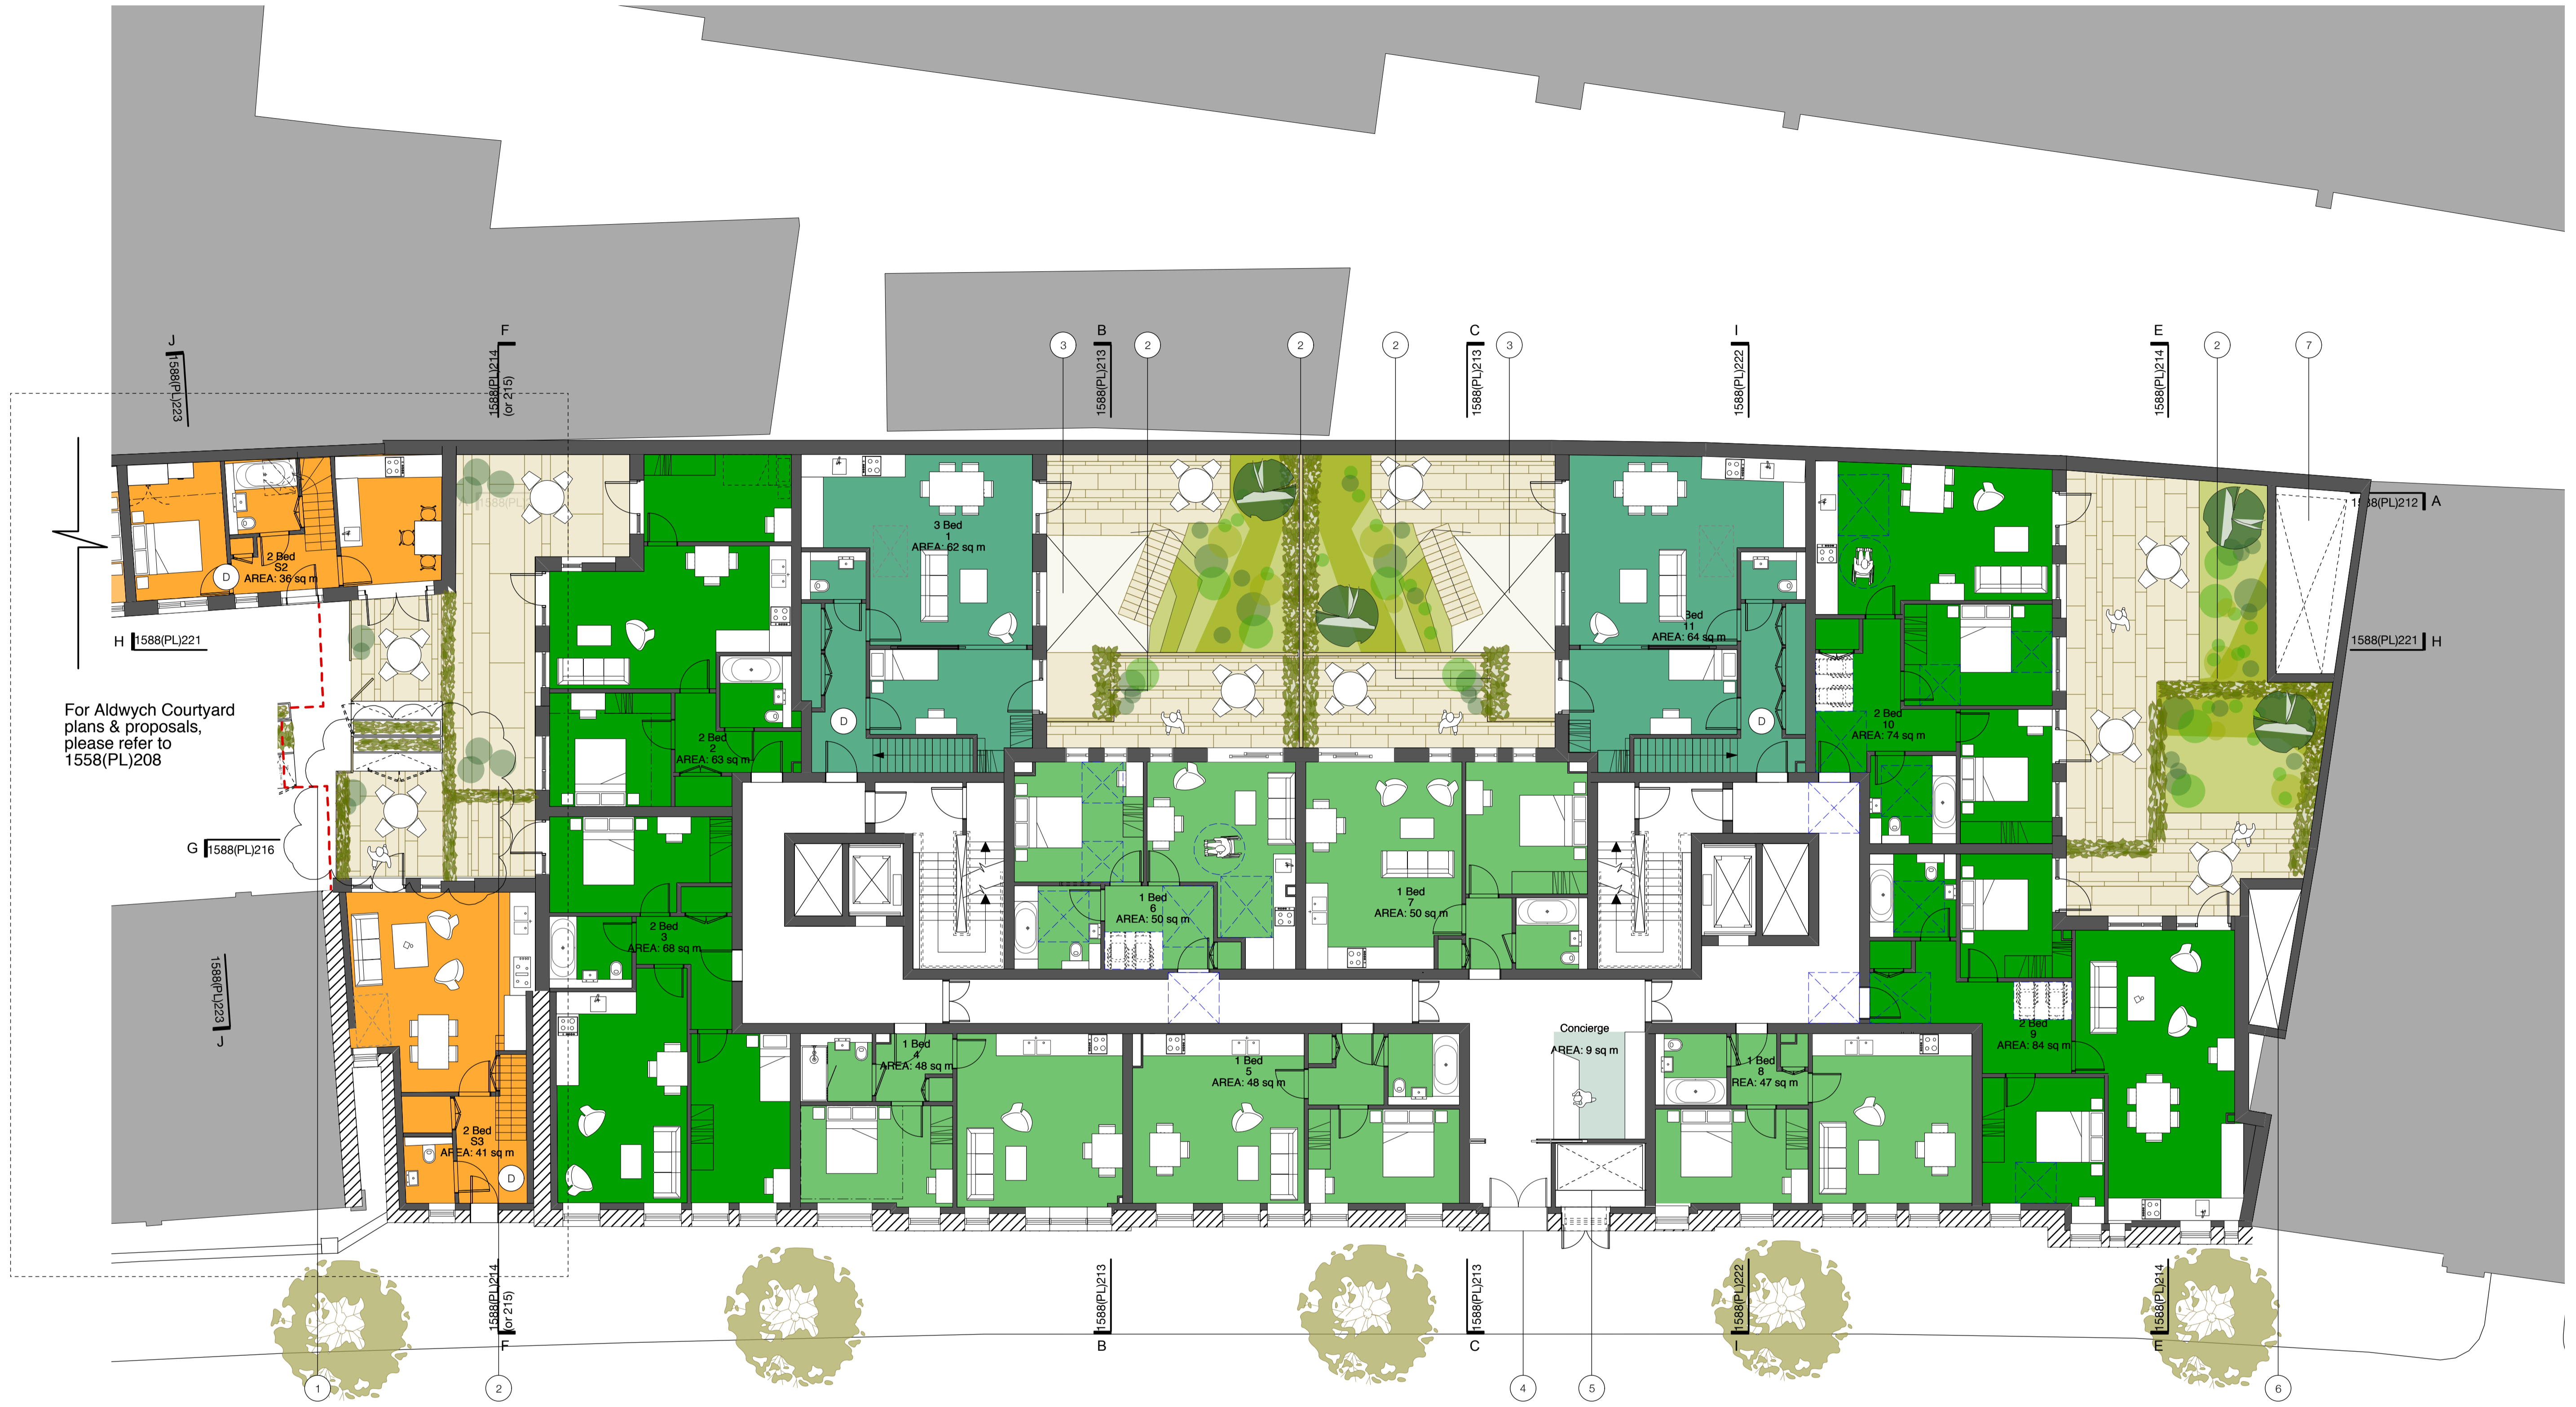 J
1588(PL)223
F
1588(PL)214
(or 215)
B
1588(PL)213
C
1588(PL)213
I
1588(PL)222
E
1588(PL)214
3
2
2
2
3
2
7
1588(PL)212
A
2 Bed
S2
AREA: 36 sq m
D
H
1588(PL)221
3 Bed
1
AREA: 62 sq m
Bed
11
AREA: 64 sq m
1588(PL)221
H
For Aldwych Courtyard
plans & proposals,
please refer to
1558(PL)208
2 Bed
2
AREA: 63 sq m
D
D
2 Bed
10
AREA: 74 sq m
G
1588(PL)216
2 Bed
3
AREA: 68 sq m
1 Bed
6
AREA: 50 sq m
1 Bed
7
AREA: 50 sq m
1588(PL)223
J
1 Bed
4
AREA: 48 sq m
1 Bed
5
AREA: 48 sq m
Concierge
AREA: 9 sq m
1 Bed
8
REA: 47 sq m
2 Bed
9
AREA: 84 sq m
2 Bed
S3
AREA: 41 sq m
D
1588(PL)214
(or 215)
F
1588(PL)213
B
1588(PL)213
C
1588(PL)222
I
1588(PL)214
E
1
2
4
5
6